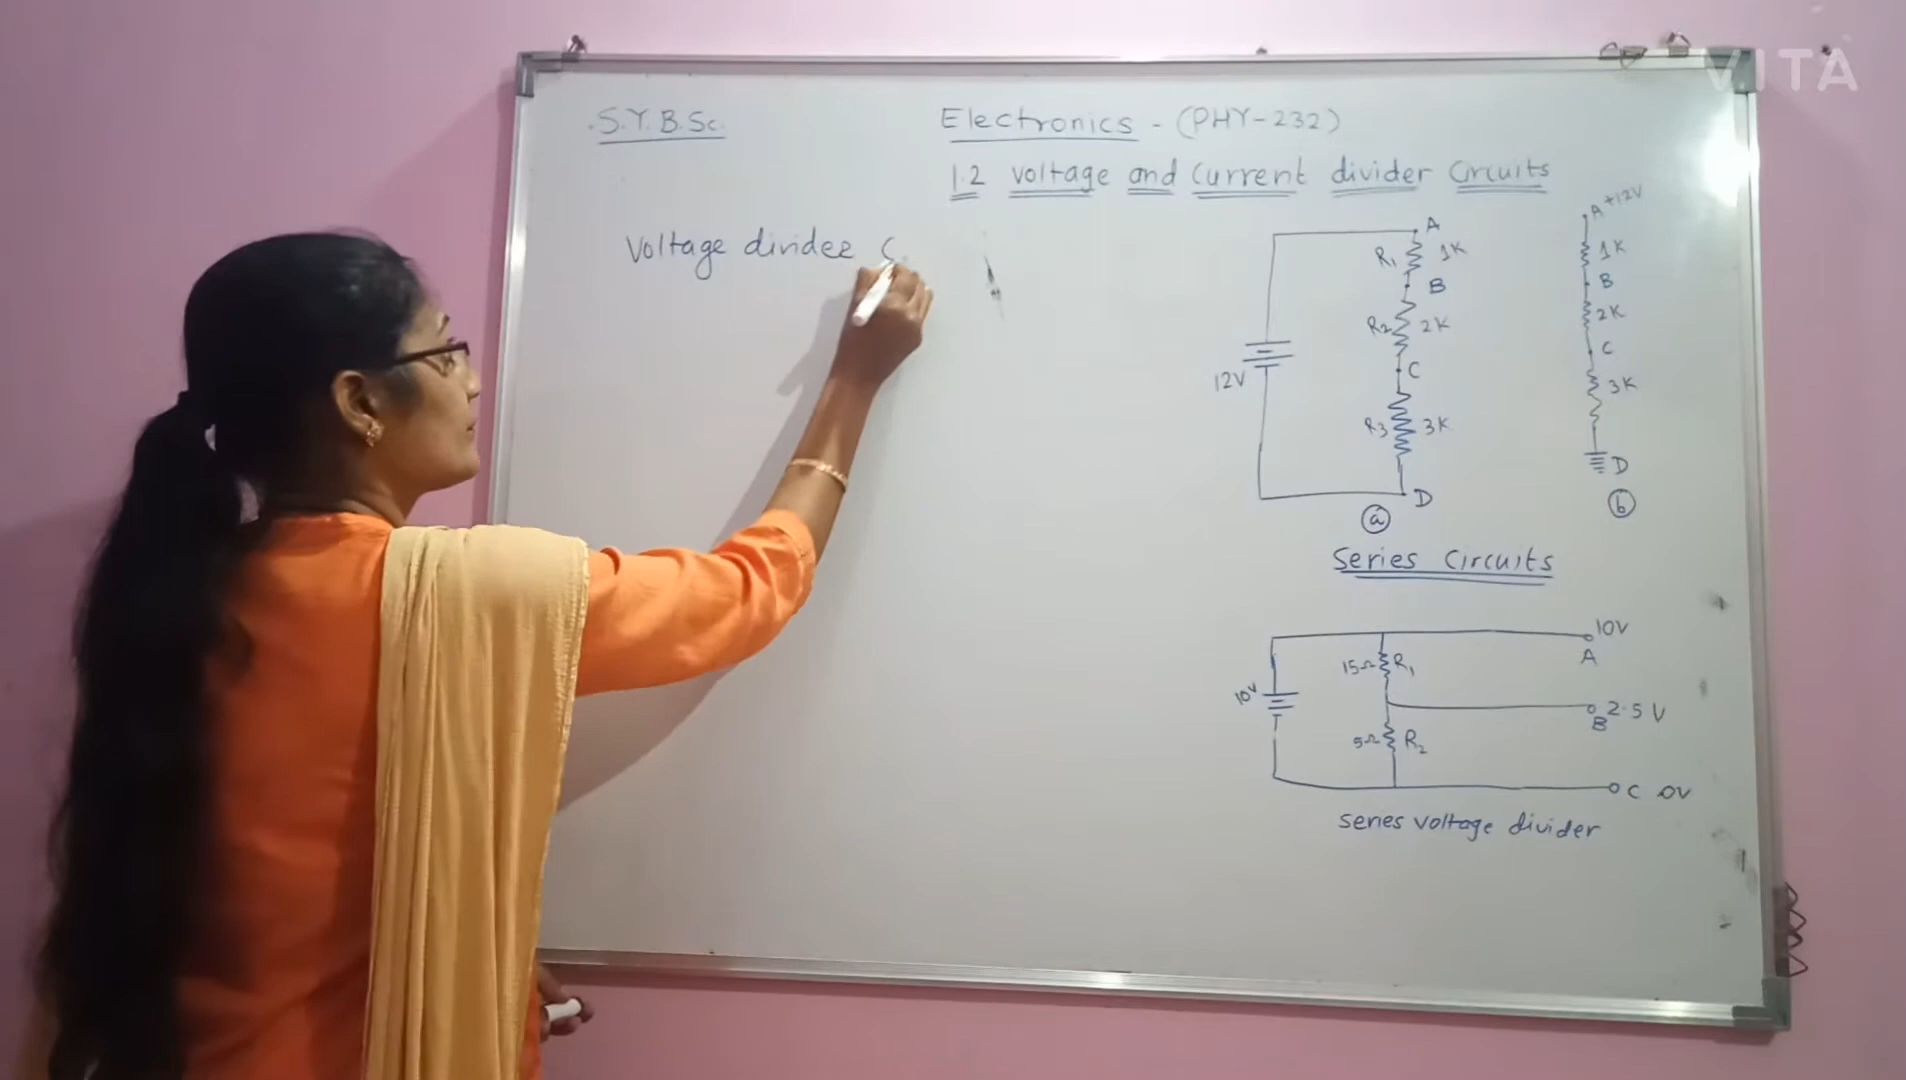 VITA
.S.Y.B.Sc.
Electronics - (PHY-232)
1.2 voltage and Current divider Circuits
Voltage divider C
A
R1 1K
B
R2 2K
C
R3 3K
12V
D
a
A +12V
1K
B
2K
C
3K
D
b
Series Circuits
10V
15Ω R1
5Ω R2
10V
A
2.5 V
B
C 0V
series voltage divider